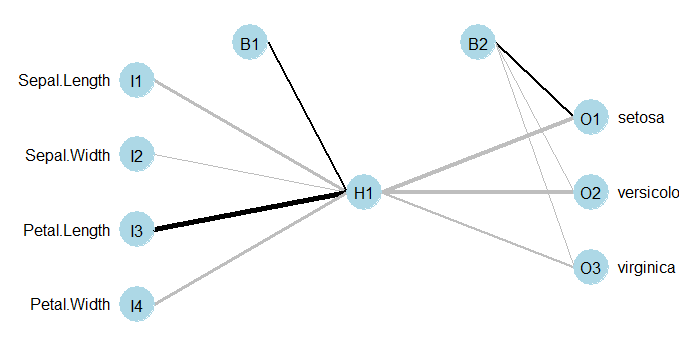 B1
B2
Sepal.Length I1
Sepal.Width I2
Petal.Length I3
Petal.Width I4
H1
O1 setosa
O2 versicolo
O3 virginica